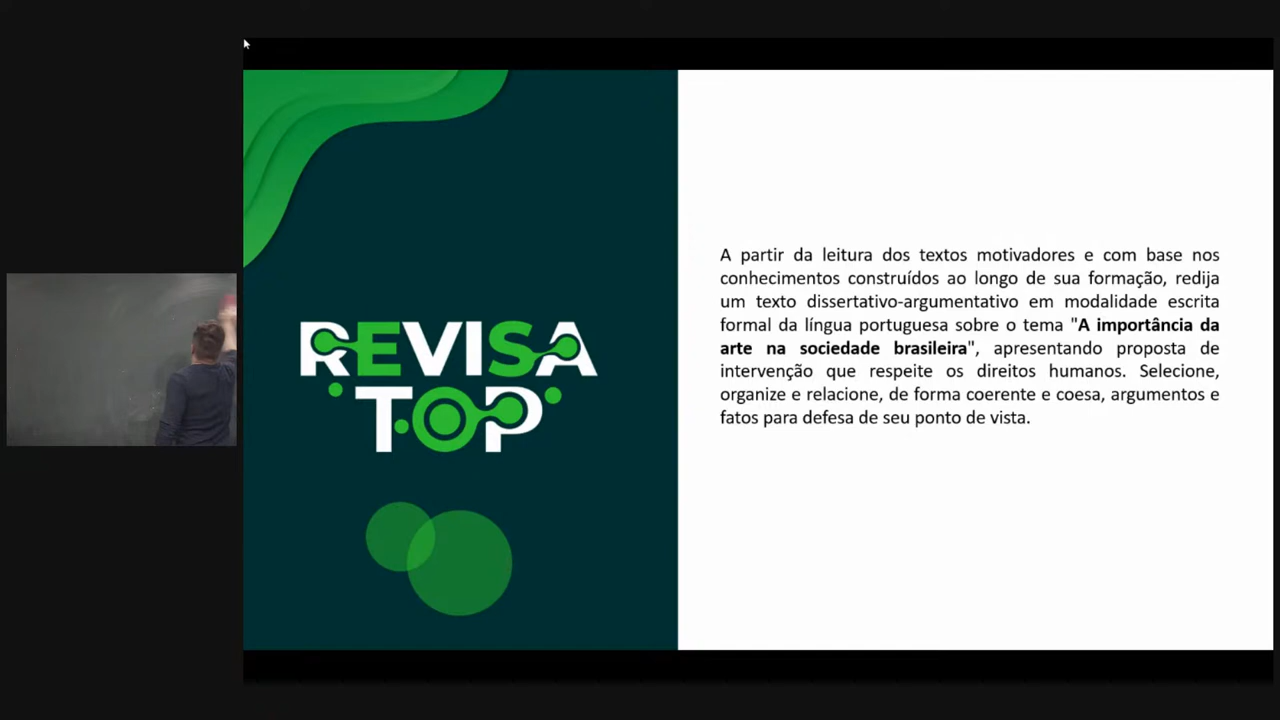 REVISA
TOP
A partir da leitura dos textos motivadores e com base nos
conhecimentos construídos ao longo de sua formação, redija
um texto dissertativo-argumentativo em modalidade escrita
formal da língua portuguesa sobre o tema "A importância da
arte na sociedade brasileira", apresentando proposta de
intervenção que respeite os direitos humanos. Selecione,
organize e relacione, de forma coerente e coesa, argumentos e
fatos para defesa de seu ponto de vista.